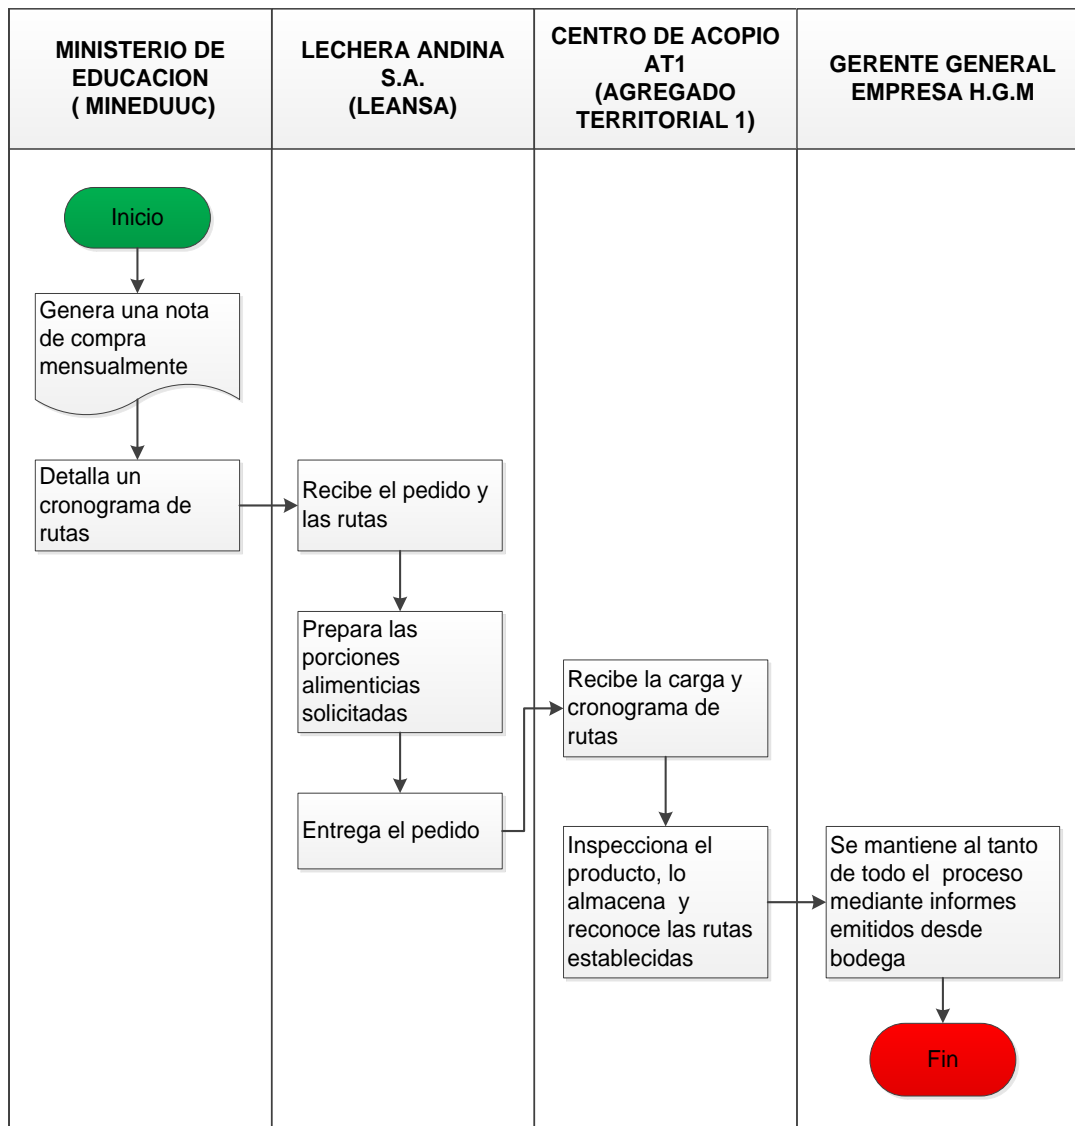 MINISTERIO DE
EDUCACION
( MINEDUUC)
LECHERA ANDINA
S.A.
(LEANSA)
CENTRO DE ACOPIO
AT1
(AGREGADO
TERRITORIAL 1)
GERENTE GENERAL
EMPRESA H.G.M
Inicio
Genera una nota
de compra
mensualmente
Detalla un
cronograma de
rutas
Recibe el pedido y
las rutas
Prepara las
porciones
alimenticias
solicitadas
Entrega el pedido
Recibe la carga y
cronograma de
rutas
Inspecciona el
producto, lo
almacena y
reconoce las rutas
establecidas
Se mantiene al tanto
de todo el proceso
mediante informes
emitidos desde
bodega
Fin